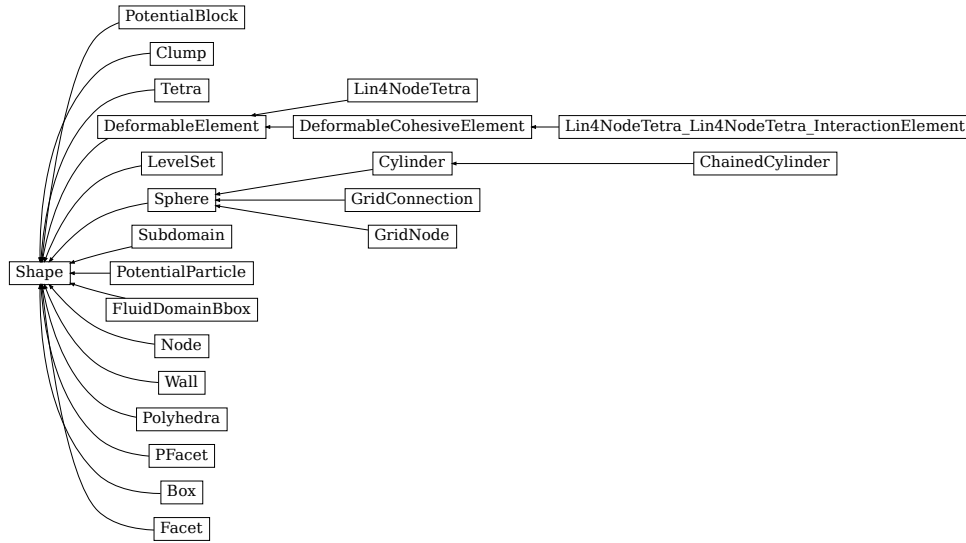 PotentialBlock
Clump
Tetra
Lin4NodeTetra
DeformableElement
DeformableCohesiveElement
Lin4NodeTetra_Lin4NodeTetra_InteractionElement
LevelSet
Cylinder
ChainedCylinder
Sphere
GridConnection
Subdomain
GridNode
Shape
PotentialParticle
FluidDomainBbox
Node
Wall
Polyhedra
PFacet
Box
Facet